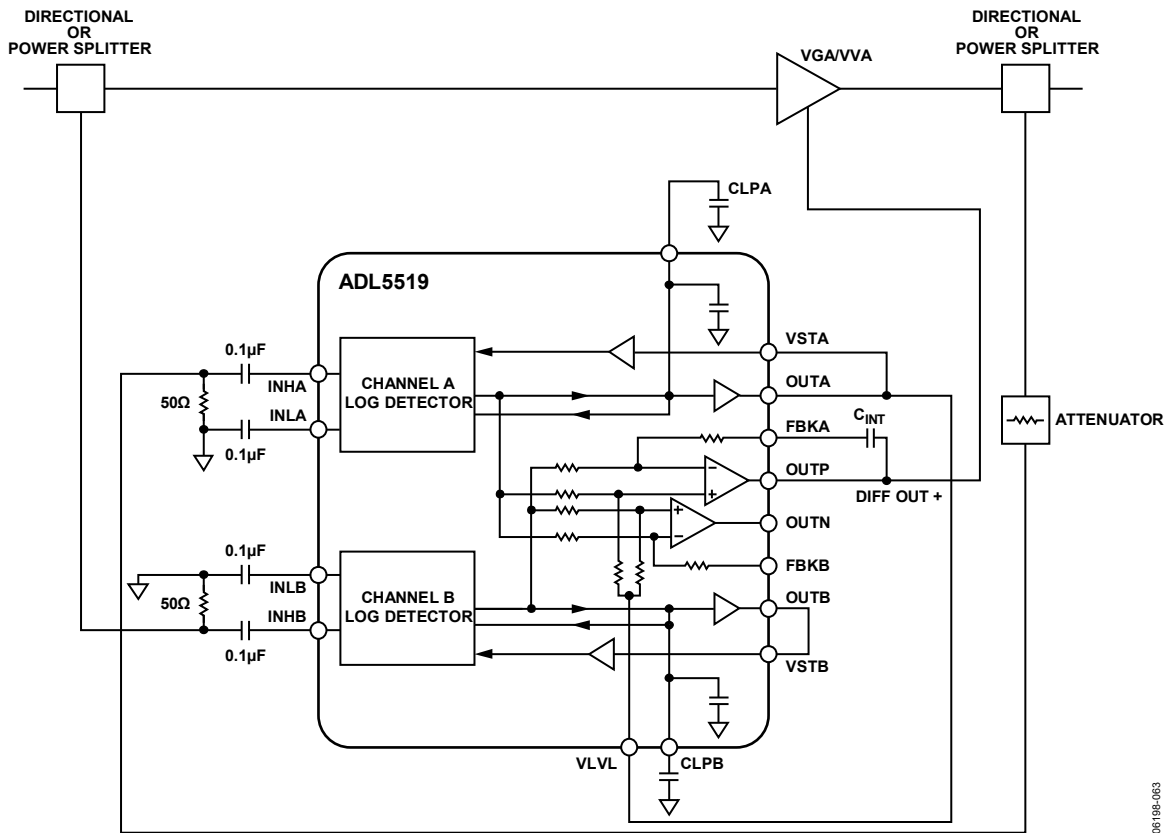 DIRECTIONAL
OR
POWER SPLITTER
DIRECTIONAL
OR
POWER SPLITTER
VGA/VVA
CLPA
ADL5519
VSTA
0.1µF
INHA
CHANNEL A
LOG DETECTOR
OUTA
50Ω
INLA
0.1µF
FBKA
CINT
ATTENUATOR
OUTP
DIFF OUT +
OUTN
0.1µF
INLB
FBKB
50Ω
CHANNEL B
LOG DETECTOR
OUTB
INHB
0.1µF
VSTB
VLVL
CLPB
06198-063
+
−
+
−